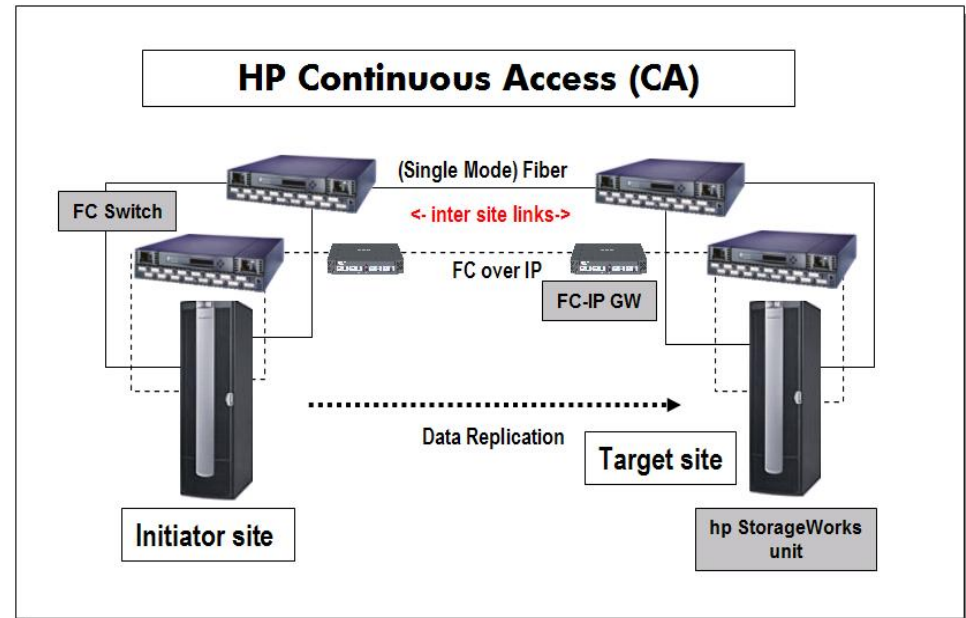 HP Continuous Access (CA)
(Single Mode) Fiber
FC Switch
<- inter site links->
FC over IP
FC-IP GW
Data Replication
Target site
Initiator site
hp StorageWorks
unit